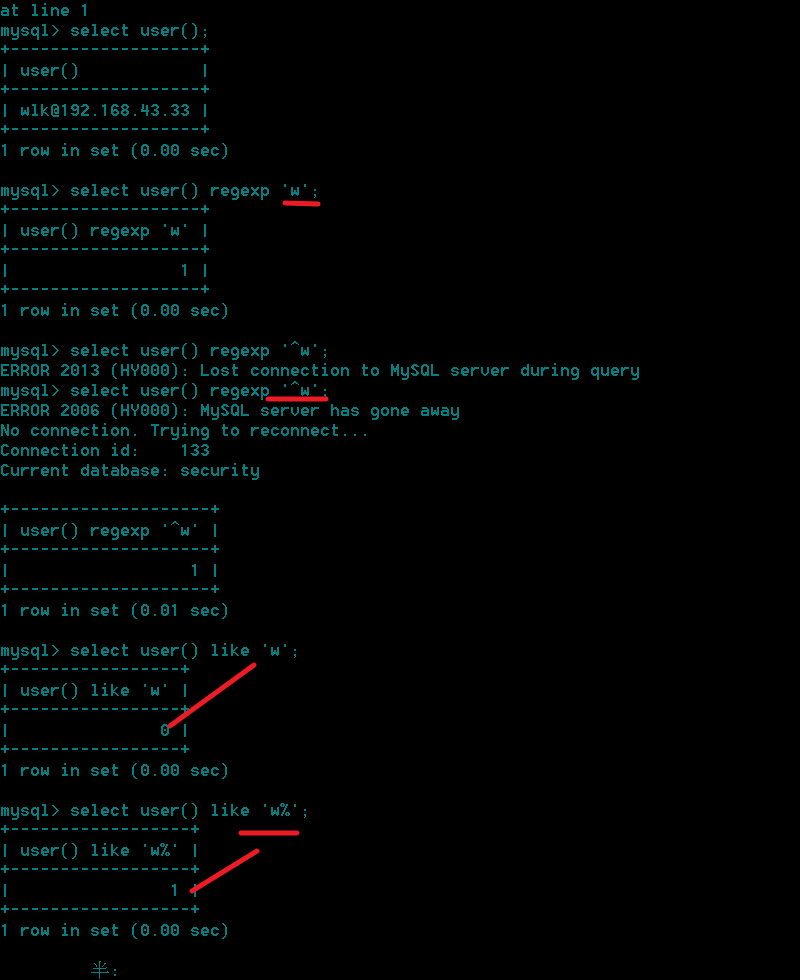 at line 1
mysql> select user();
+-------------------+
| user()            |
+-------------------+
| wlk@192.168.43.33 |
+-------------------+
1 row in set (0.00 sec)
mysql> select user() regexp 'w';
+-------------------+
| user() regexp 'w' |
+-------------------+
|                 1 |
+-------------------+
1 row in set (0.00 sec)
mysql> select user() regexp '^w';
ERROR 2013 (HY000): Lost connection to MySQL server during query
mysql> select user() regexp '^w';
ERROR 2006 (HY000): MySQL server has gone away
No connection. Trying to reconnect...
Connection id:    133
Current database: security
+--------------------+
| user() regexp '^w' |
+--------------------+
|                  1 |
+--------------------+
1 row in set (0.01 sec)
mysql> select user() like 'w';
+-----------------+
| user() like 'w' |
+-----------------+
|               0 |
+-----------------+
1 row in set (0.00 sec)
mysql> select user() like 'w%';
+------------------+
| user() like 'w%' |
+------------------+
|                1 |
+------------------+
1 row in set (0.00 sec)
半: